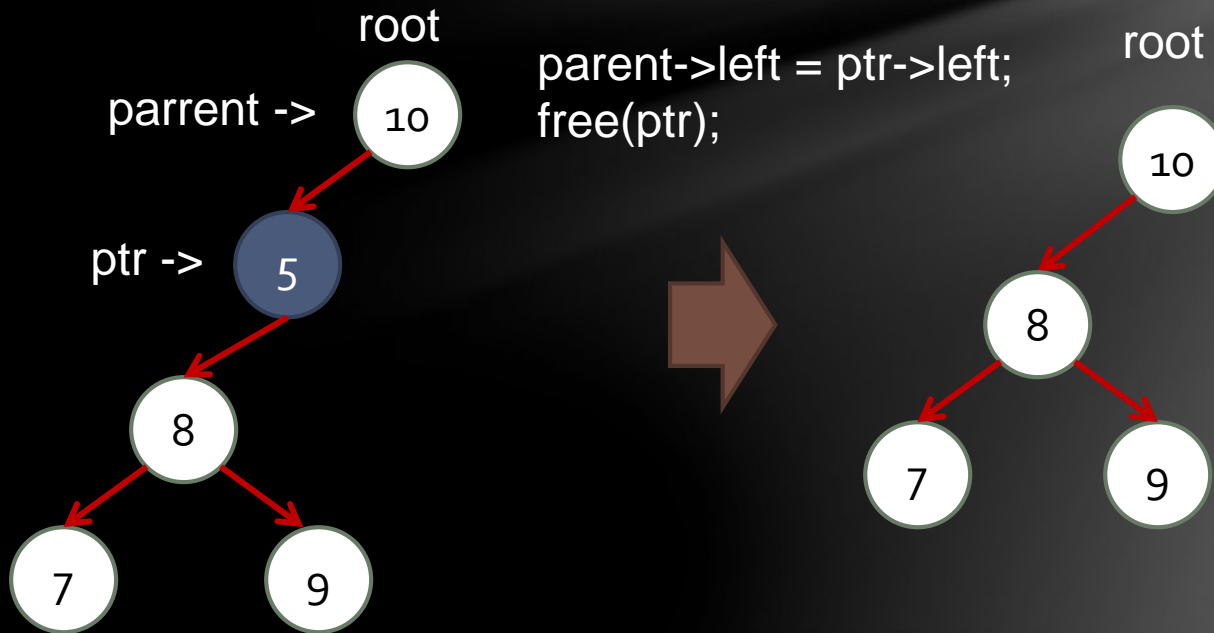 root
parrent ->
10
ptr ->
5
8
7
9
parent->left = ptr->left;
free(ptr);
root
10
8
7
9